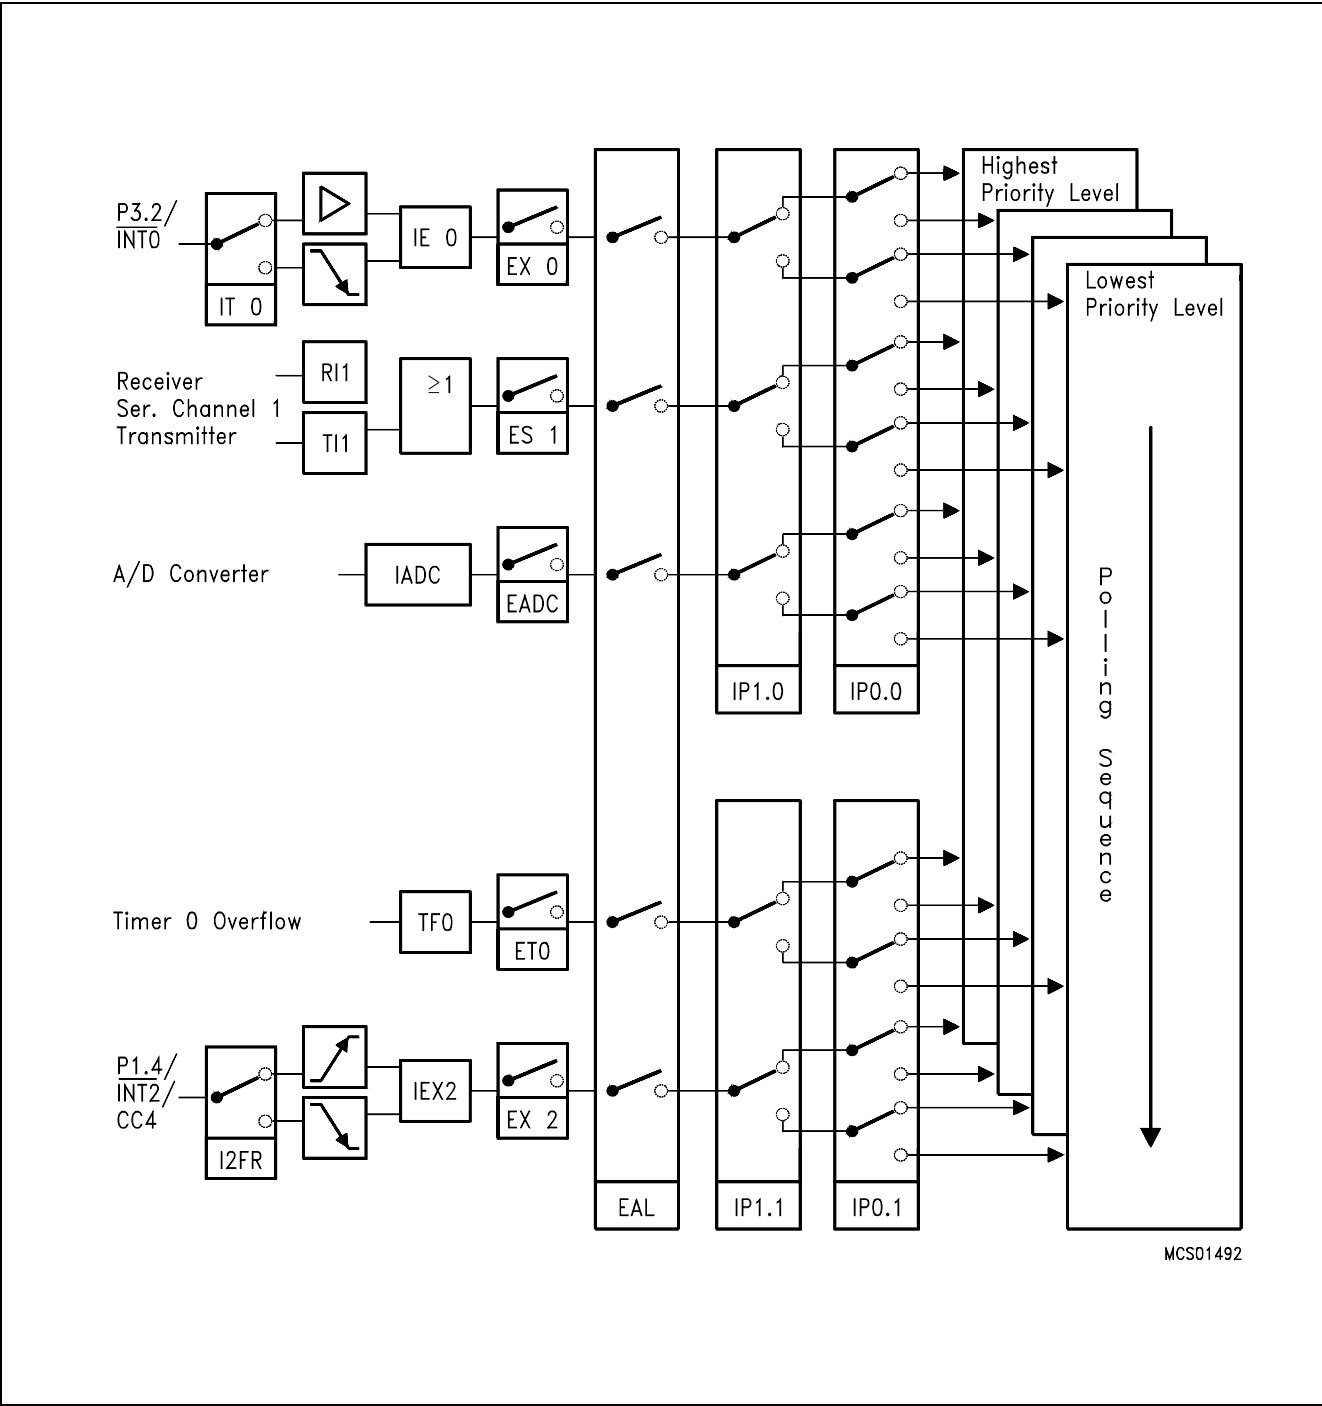 Highest
Priority Level
Lowest
Priority Level
P3.2/
INT0
IT 0
IE 0
EX 0
Receiver
Ser. Channel 1
Transmitter
RI1
TI1
≥1
ES 1
A/D Converter
IADC
EADC
IP1.0
IP0.0
Polling Sequence
Timer 0 Overflow
TF0
ET0
P1.4/
INT2/
CC4
I2FR
IEX2
EX 2
EAL
IP1.1
IP0.1
MCS01492